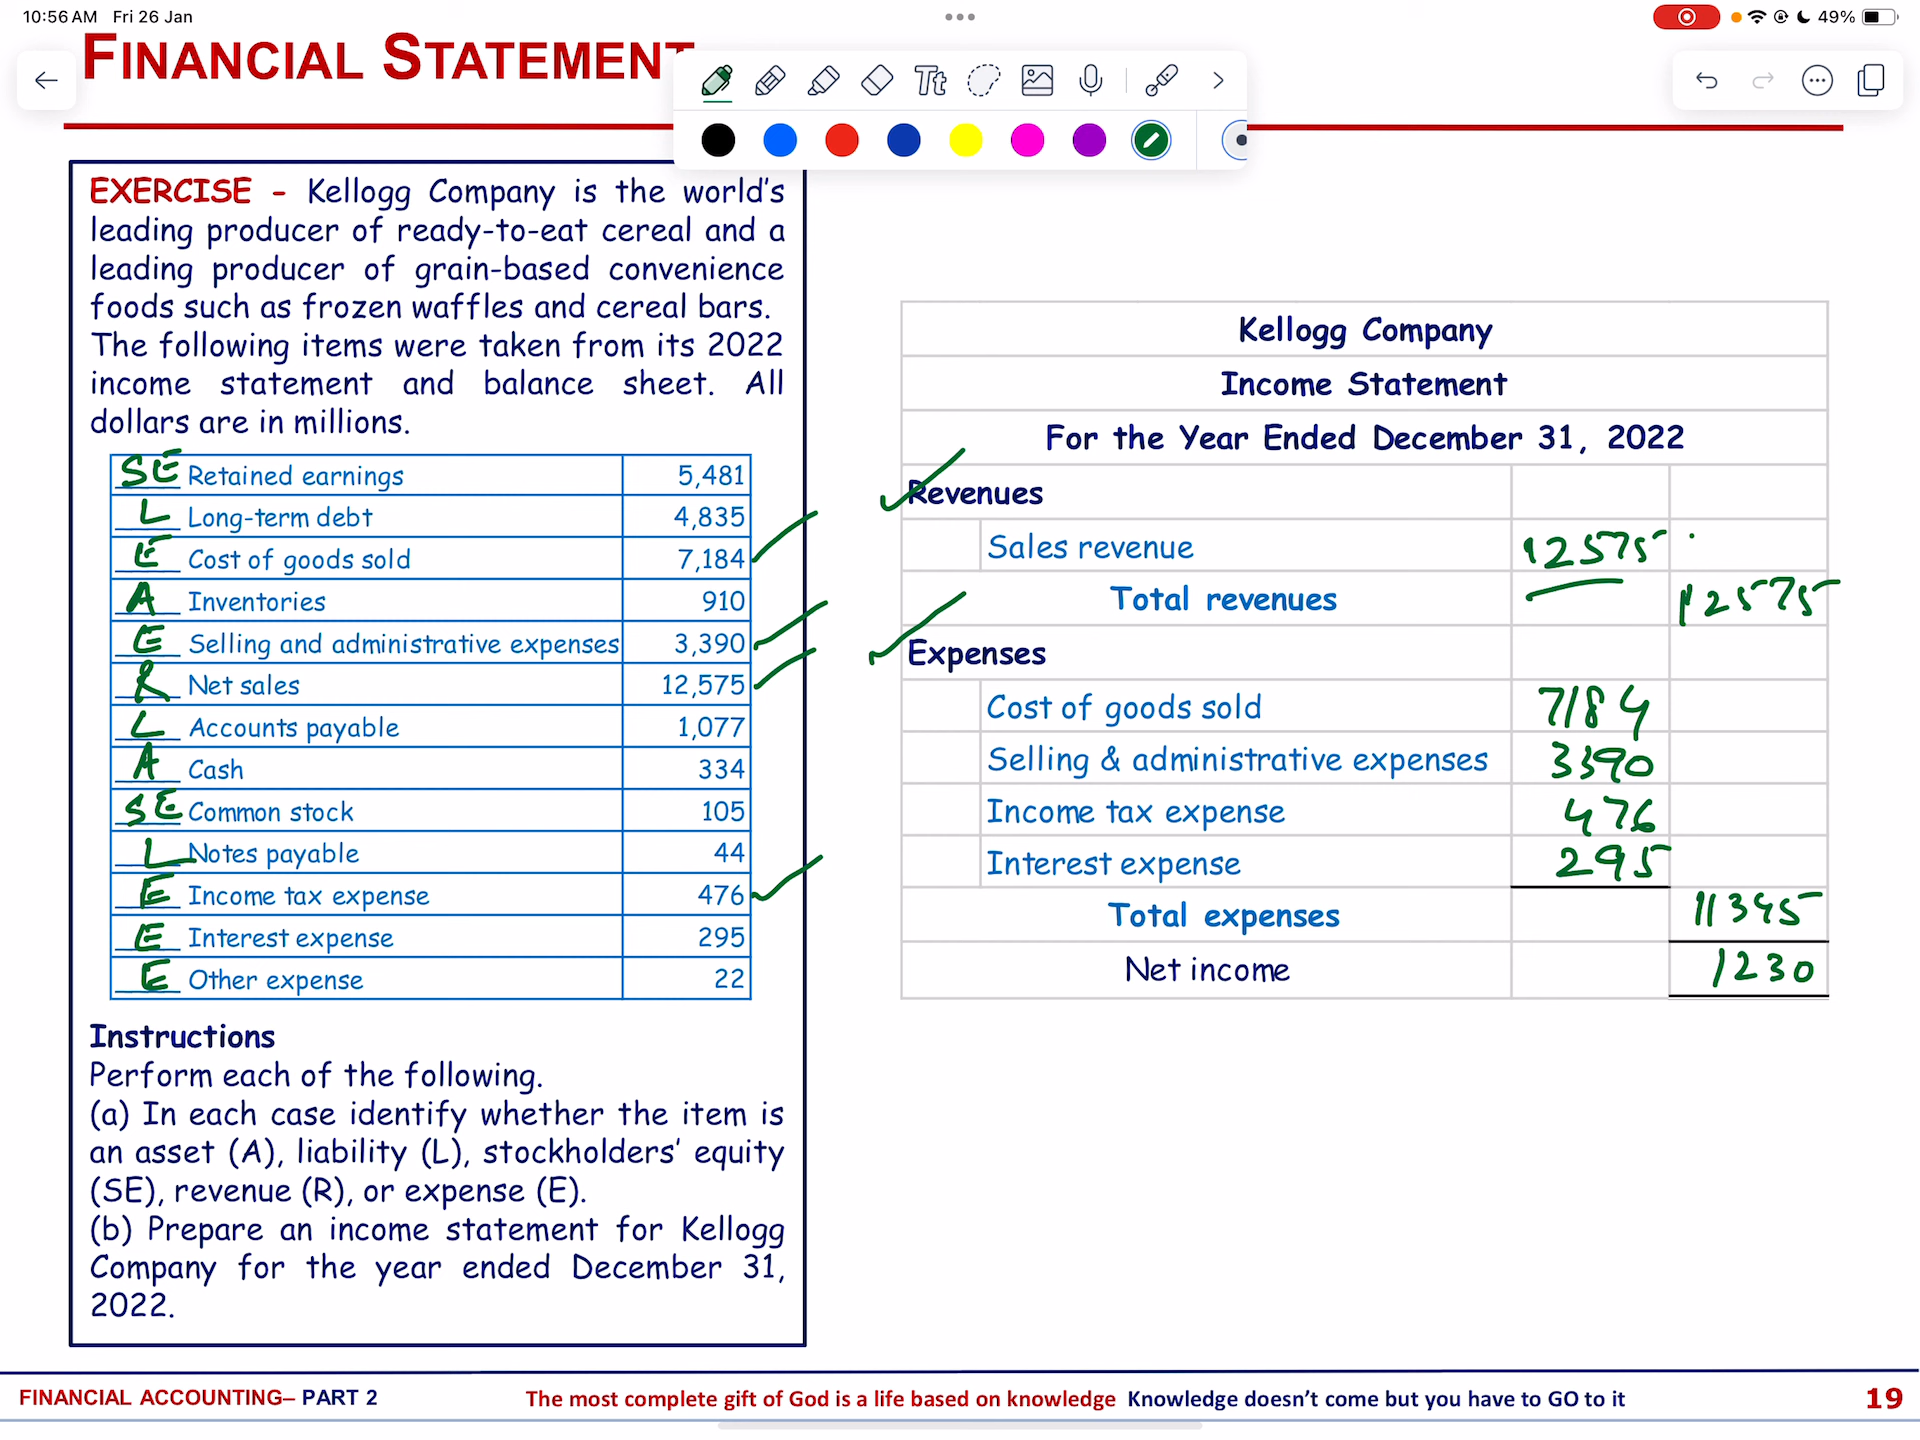 10:56 AM Fri 26 Jan
49%
FINANCIAL STATEMENT
Tt
EXERCISE - Kellogg Company is the world's
leading producer of ready-to-eat cereal and a
leading producer of grain-based convenience
foods such as frozen waffles and cereal bars.
The following items were taken from its 2022
income statement and balance sheet. All
dollars are in millions.
SE Retained earnings 5,481
L Long-term debt 4,835
E Cost of goods sold 7,184
A Inventories 910
E Selling and administrative expenses 3,390
R Net sales 12,575
L Accounts payable 1,077
A Cash 334
SE Common stock 105
L Notes payable 44
E Income tax expense 476
E Interest expense 295
E Other expense 22
Instructions
Perform each of the following.
(a) In each case identify whether the item is
an asset (A), liability (L), stockholders' equity
(SE), revenue (R), or expense (E).
(b) Prepare an income statement for Kellogg
Company for the year ended December 31,
2022.
Kellogg Company
Income Statement
For the Year Ended December 31, 2022
Revenues
Sales revenue 12575
Total revenues 12575
Expenses
Cost of goods sold 7184
Selling & administrative expenses 3390
Income tax expense 476
Interest expense 295
Total expenses 11345
Net income 1230
FINANCIAL ACCOUNTING– PART 2 The most complete gift of God is a life based on knowledge Knowledge doesn't come but you have to GO to it 19